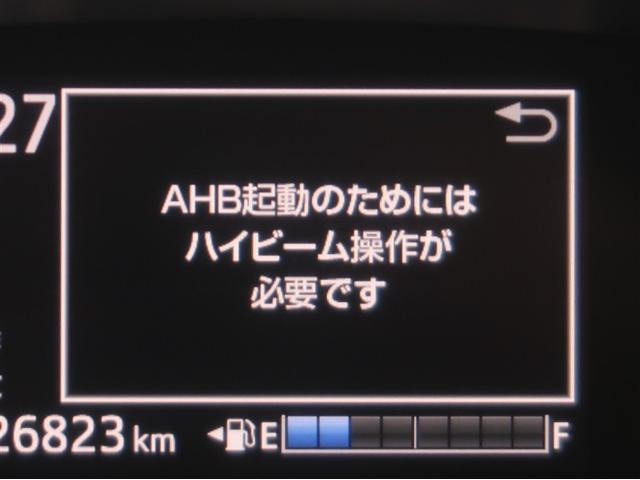 27
AHB起動のためには
ハイビーム操作が
必要です
26823 km
E F